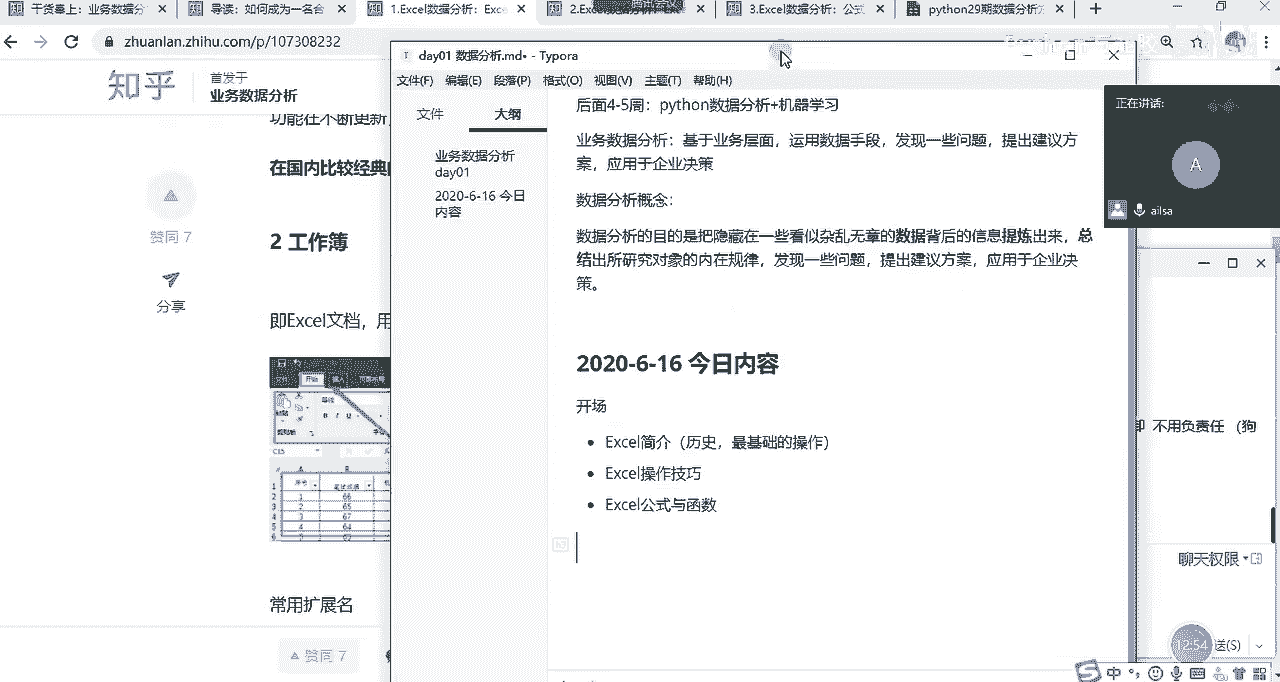 干货奉上：业务数据分
导读：如何成为一名合
1.Excel数据分析：Exce
2.Exc
3.Excel数据分析：公式
python29期数据分析
zhuanlan.zhihu.com/p/107308232
知乎
首发于
业务数据分析
功能在不断更新，
在国内比较经典
2 工作簿
即Excel文档，用
常用扩展名
赞同 7
分享
赞同 7
day01 数据分析.md• - Typora
文件(F) 编辑(E) 段落(P) 格式(O) 视图(V) 主题(T) 帮助(H)
文件 大纲
业务数据分析
day01
2020-6-16 今日
内容
后面4-5周：python数据分析+机器学习
业务数据分析：基于业务层面，运用数据手段，发现一些问题，提出建议方
案，应用于企业决策
数据分析概念：
数据分析的目的是把隐藏在一些看似杂乱无章的数据背后的信息提炼出来，总
结出所研究对象的内在规律，发现一些问题，提出建议方案，应用于企业决
策。
2020-6-16 今日内容
开场
Excel简介（历史，最基础的操作）
Excel操作技巧
Excel公式与函数
h3
正在讲话:
A
ailsa
不用负责任 （狗
聊天权限
12:54
送(S)
中